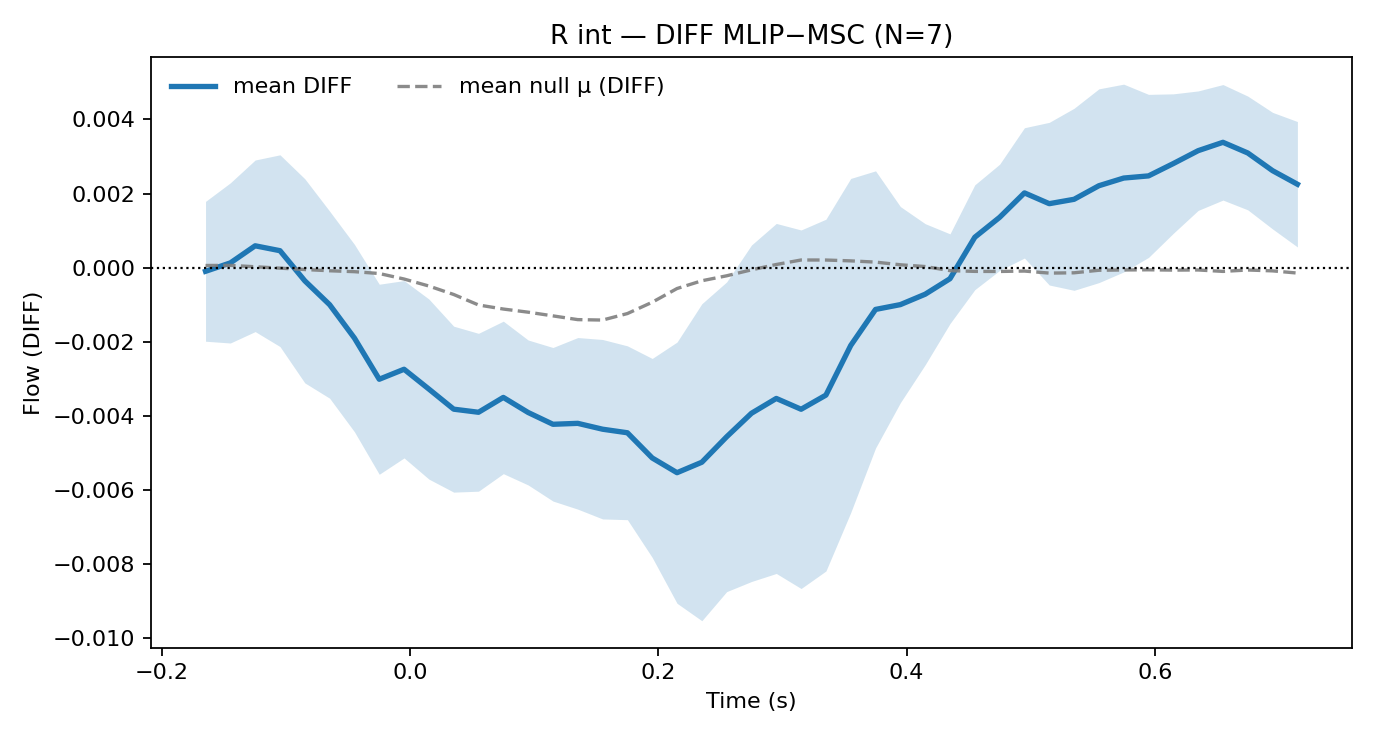 R int — DIFF MLIP−MSC (N=7)
mean DIFF
mean null μ (DIFF)
0.004
0.002
0.000
−0.002
−0.004
−0.006
−0.008
−0.010
Flow (DIFF)
−0.2
0.0
0.2
0.4
0.6
Time (s)